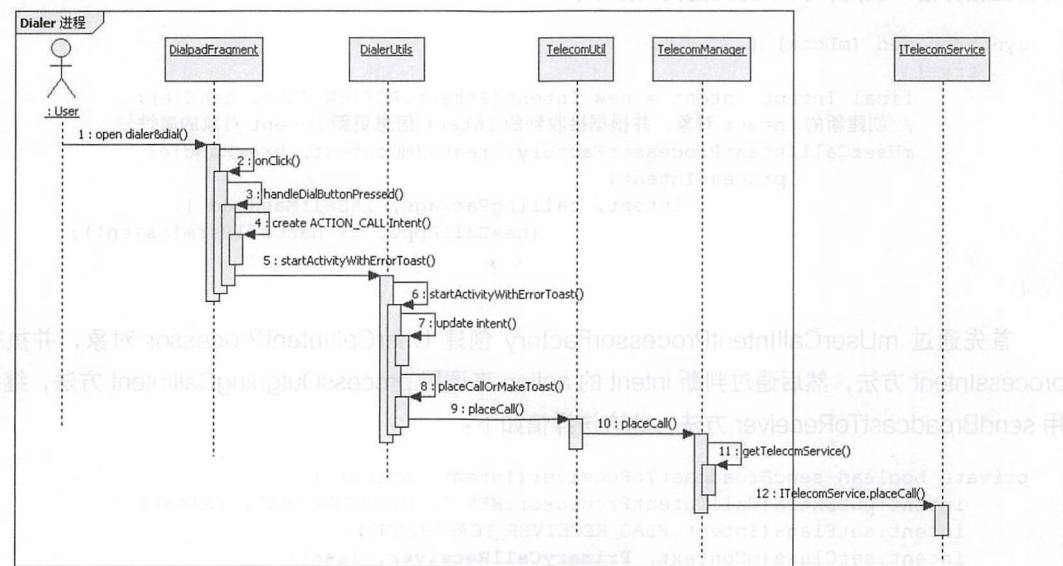 Dialer 进程
DialpadFragment
DialerUtils
TelecomUtil
TelecomManager
ITelecomService
: User
1 : open dialer&dial()
2 : onClick()
3 : handleDialButtonPressed()
4 : create ACTION_CALL Intent()
5 : startActivityWithErrorToast()
6 : startActivityWithErrorToast()
7 : update intent()
8 : placeCallOrMakeToast()
9 : placeCall()
10 : placeCall()
11 : getTelecomService()
12 : ITelecomService.placeCall()